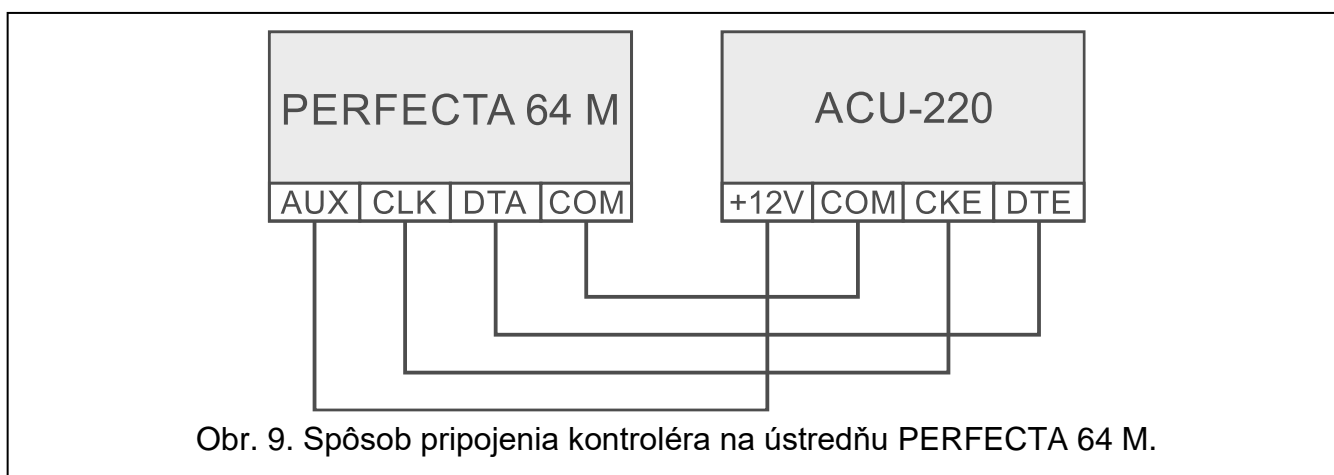 PERFECTA 64 M ACU-220
AUX CLK DTA COM +12V COM CKE DTE
Obr. 9. Spôsob pripojenia kontroléra na ústredňu PERFECTA 64 M.